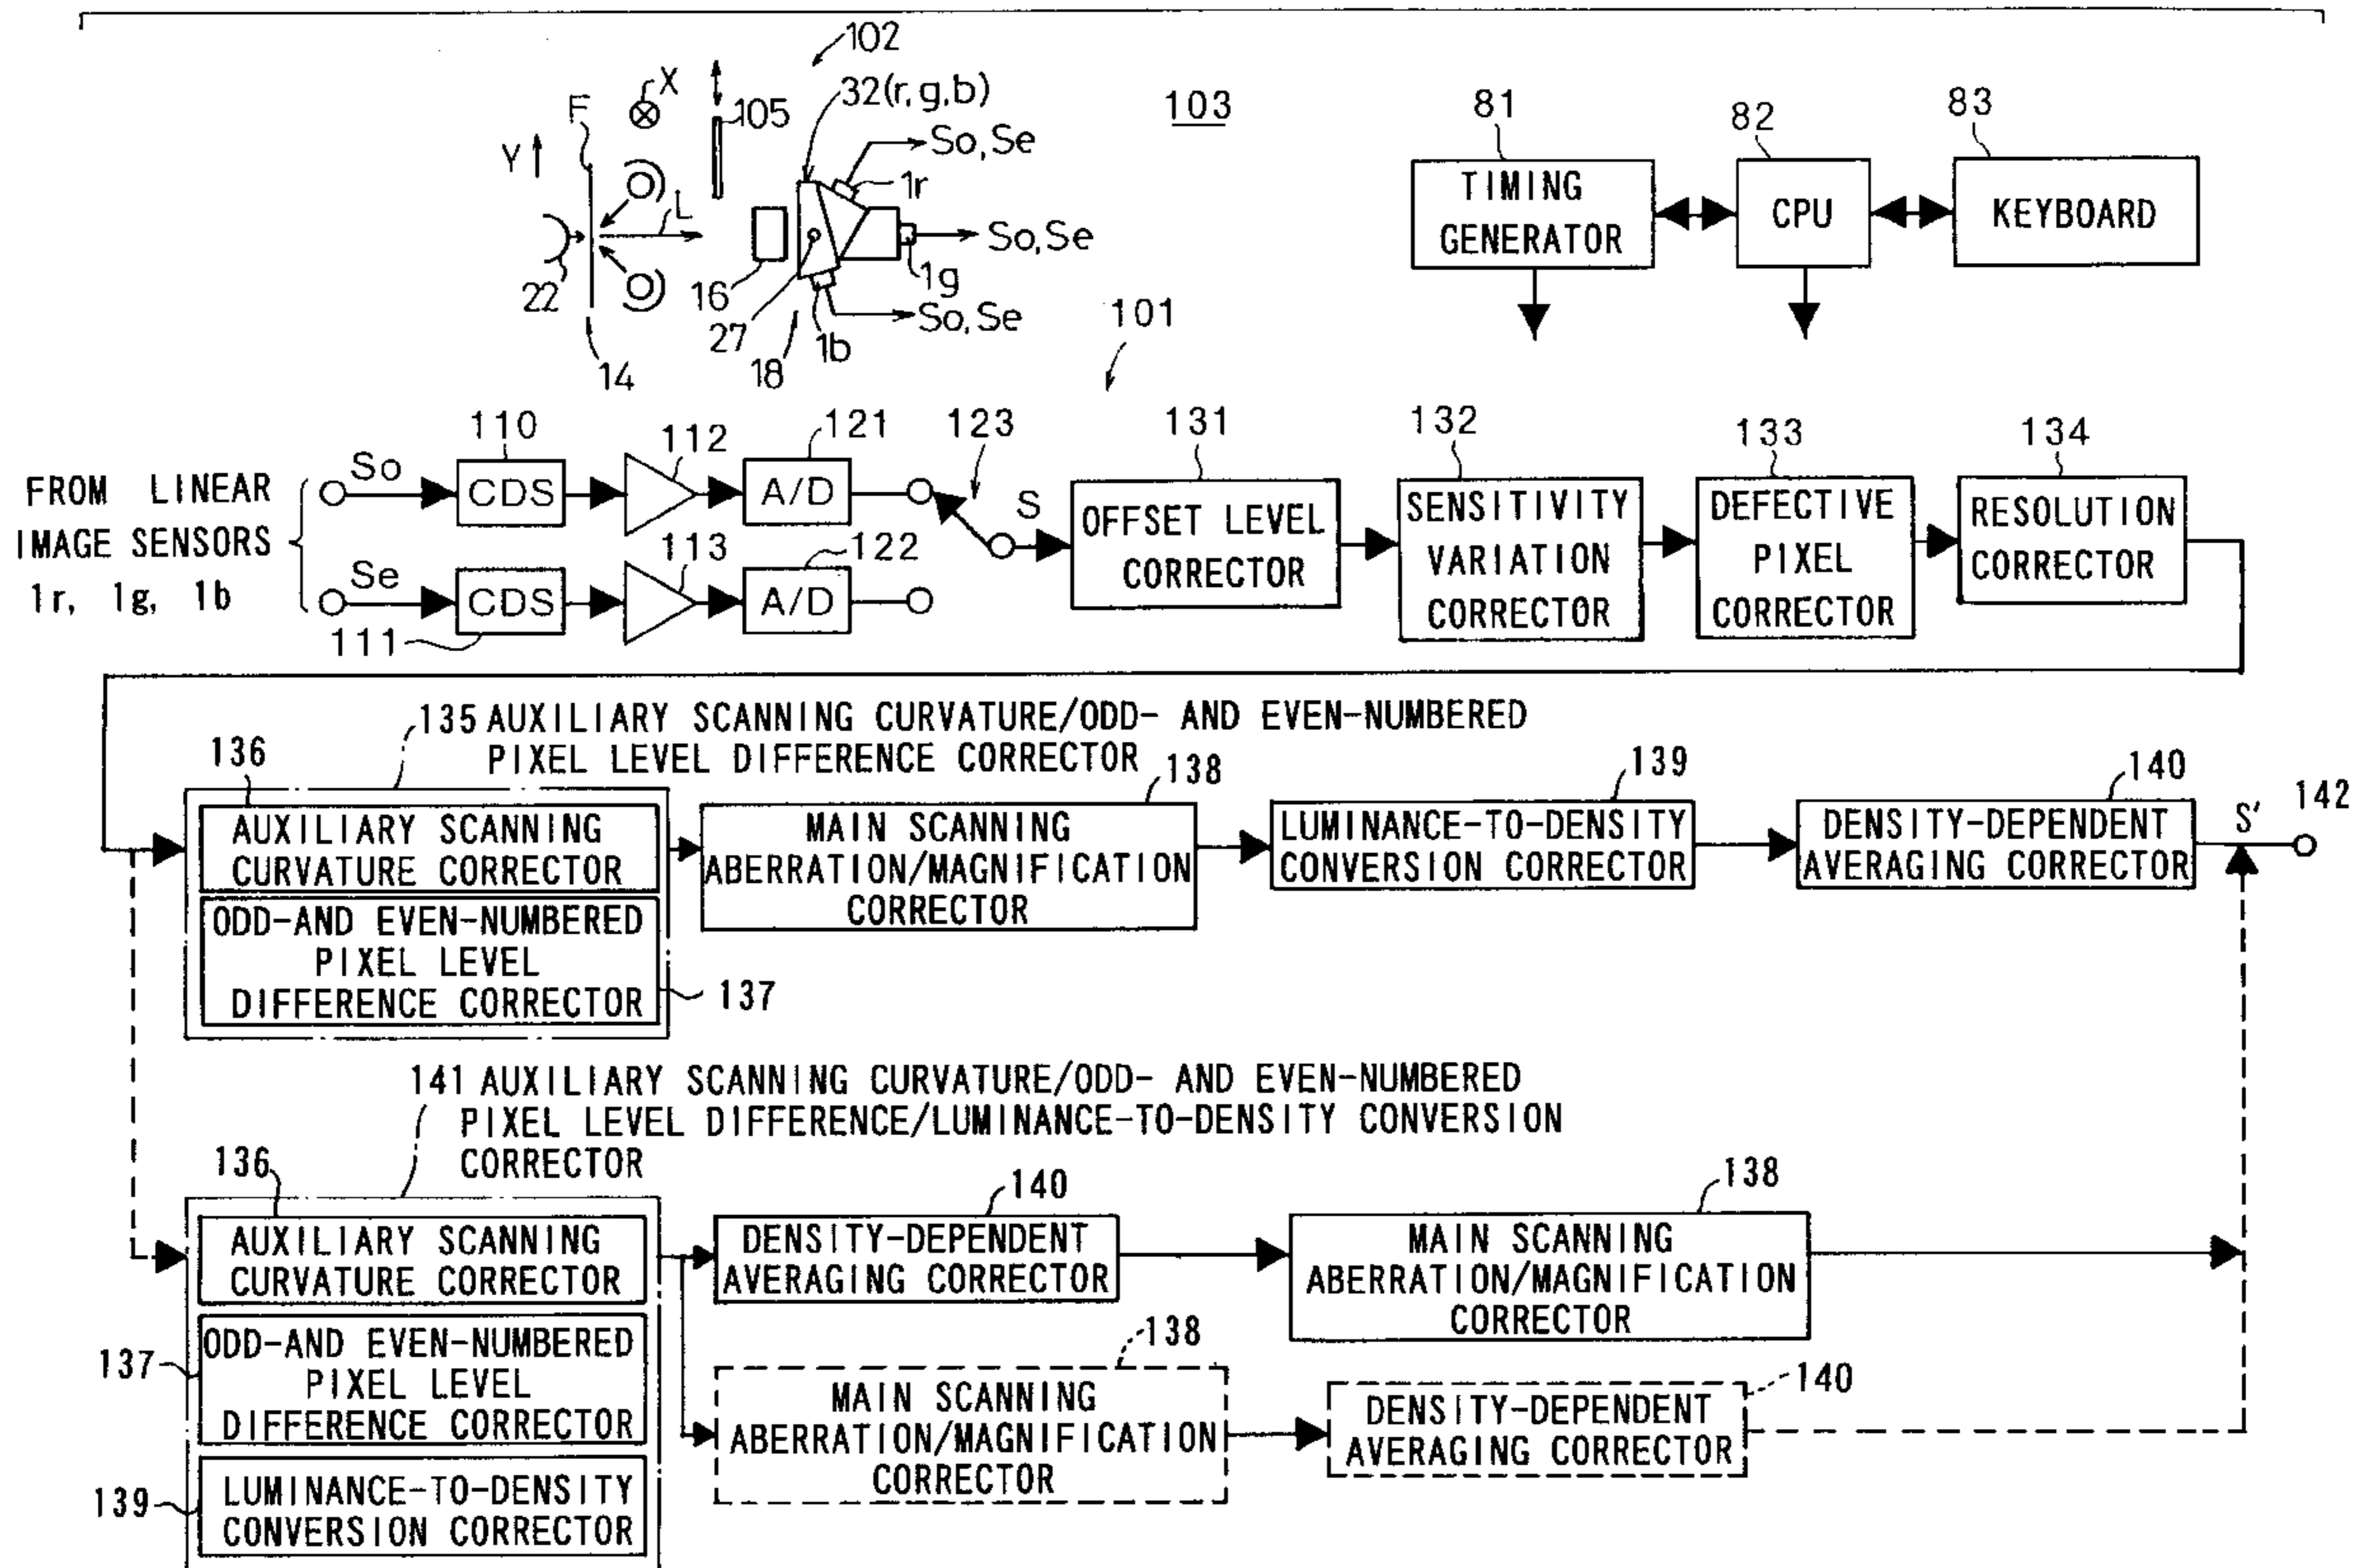 102
X
32(r,g,b)
F
105
103
81
82
83
So,Se
Y
1r
TIMING
GENERATOR
CPU
KEYBOARD
L
So,Se
1g
22
16
So,Se
27
1b
101
18
14
110
112
121
123
131
132
133
134
FROM LINEAR
IMAGE SENSORS
1r, 1g, 1b
So
CDS
A/D
S
OFFSET LEVEL
CORRECTOR
SENSITIVITY
VARIATION
CORRECTOR
DEFECTIVE
PIXEL
CORRECTOR
RESOLUTION
CORRECTOR
113
122
Se
CDS
A/D
111
135 AUXILIARY SCANNING CURVATURE/ODD- AND EVEN-NUMBERED
PIXEL LEVEL DIFFERENCE CORRECTOR
136
138
139
140
142
S'
AUXILIARY SCANNING
CURVATURE CORRECTOR
MAIN SCANNING
ABERRATION/MAGNIFICATION
CORRECTOR
LUMINANCE-TO-DENSITY
CONVERSION CORRECTOR
DENSITY-DEPENDENT
AVERAGING CORRECTOR
ODD-AND EVEN-NUMBERED
PIXEL LEVEL
DIFFERENCE CORRECTOR
137
141 AUXILIARY SCANNING CURVATURE/ODD- AND EVEN-NUMBERED
PIXEL LEVEL DIFFERENCE/LUMINANCE-TO-DENSITY CONVERSION
CORRECTOR
136
140
138
AUXILIARY SCANNING
CURVATURE CORRECTOR
DENSITY-DEPENDENT
AVERAGING CORRECTOR
MAIN SCANNING
ABERRATION/MAGNIFICATION
CORRECTOR
137
ODD-AND EVEN-NUMBERED
PIXEL LEVEL
DIFFERENCE CORRECTOR
138
MAIN SCANNING
ABERRATION/MAGNIFICATION
CORRECTOR
140
DENSITY-DEPENDENT
AVERAGING CORRECTOR
139
LUMINANCE-TO-DENSITY
CONVERSION CORRECTOR